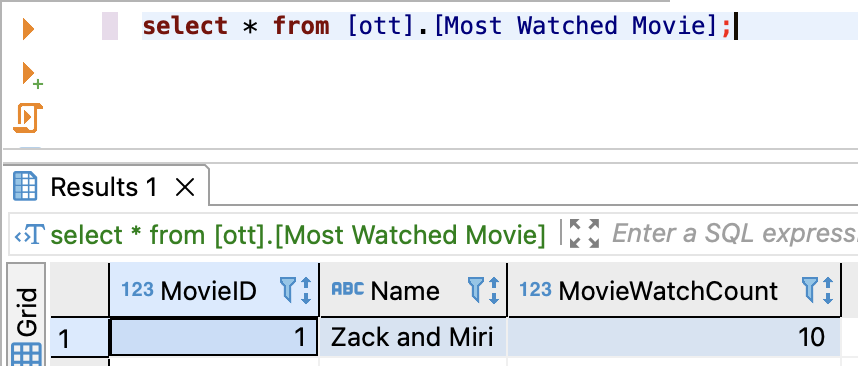 select * from [ott].[Most Watched Movie];
Results 1
select * from [ott].[Most Watched Movie] Enter a SQL express
Grid
123 MovieID ABC Name 123 MovieWatchCount
1 1 Zack and Miri 10